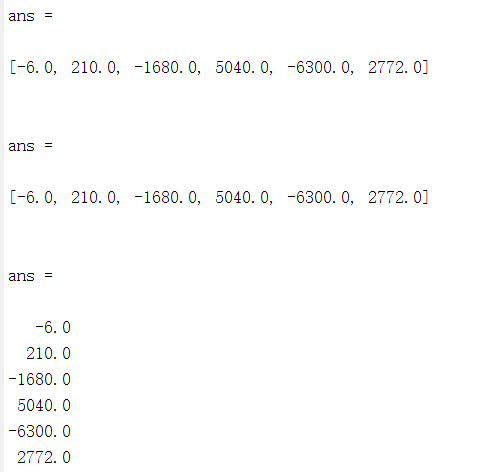 ans =
[-6.0, 210.0, -1680.0, 5040.0, -6300.0, 2772.0]
ans =
[-6.0, 210.0, -1680.0, 5040.0, -6300.0, 2772.0]
ans =
-6.0
210.0
-1680.0
5040.0
-6300.0
2772.0